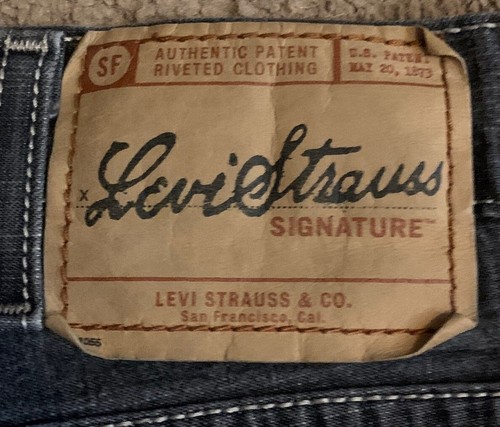 SF
AUTHENTIC PATENT
RIVETED CLOTHING
U.S. PATENT
MAY 20, 1873
x Levi Strauss
SIGNATURE™
LEVI STRAUSS & CO.
San Francisco, Cal.